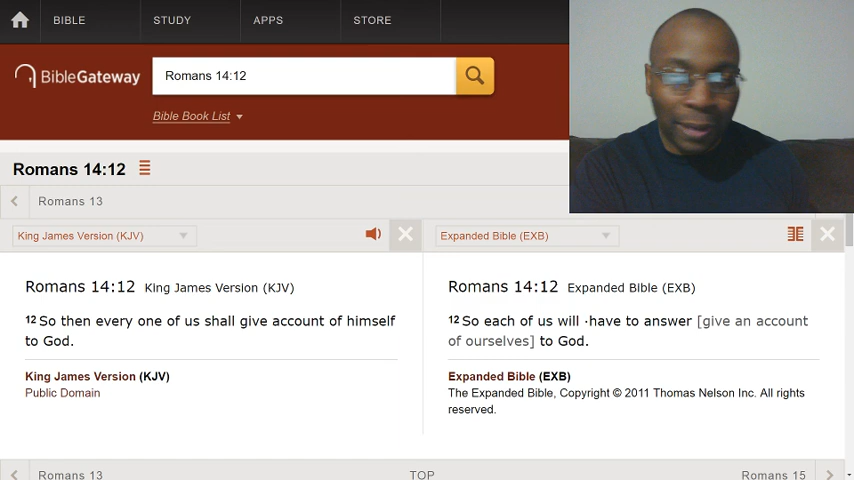 BIBLE STUDY APPS STORE
BibleGateway
Romans 14:12
Bible Book List
Romans 14:12
Romans 13
King James Version (KJV)
Expanded Bible (EXB)
Romans 14:12 King James Version (KJV)
12 So then every one of us shall give account of himself
to God.
King James Version (KJV)
Public Domain
Romans 14:12 Expanded Bible (EXB)
12 So each of us will ·have to answer [give an account
of ourselves] to God.
Expanded Bible (EXB)
The Expanded Bible, Copyright © 2011 Thomas Nelson Inc. All rights
reserved.
Romans 13 TOP Romans 15